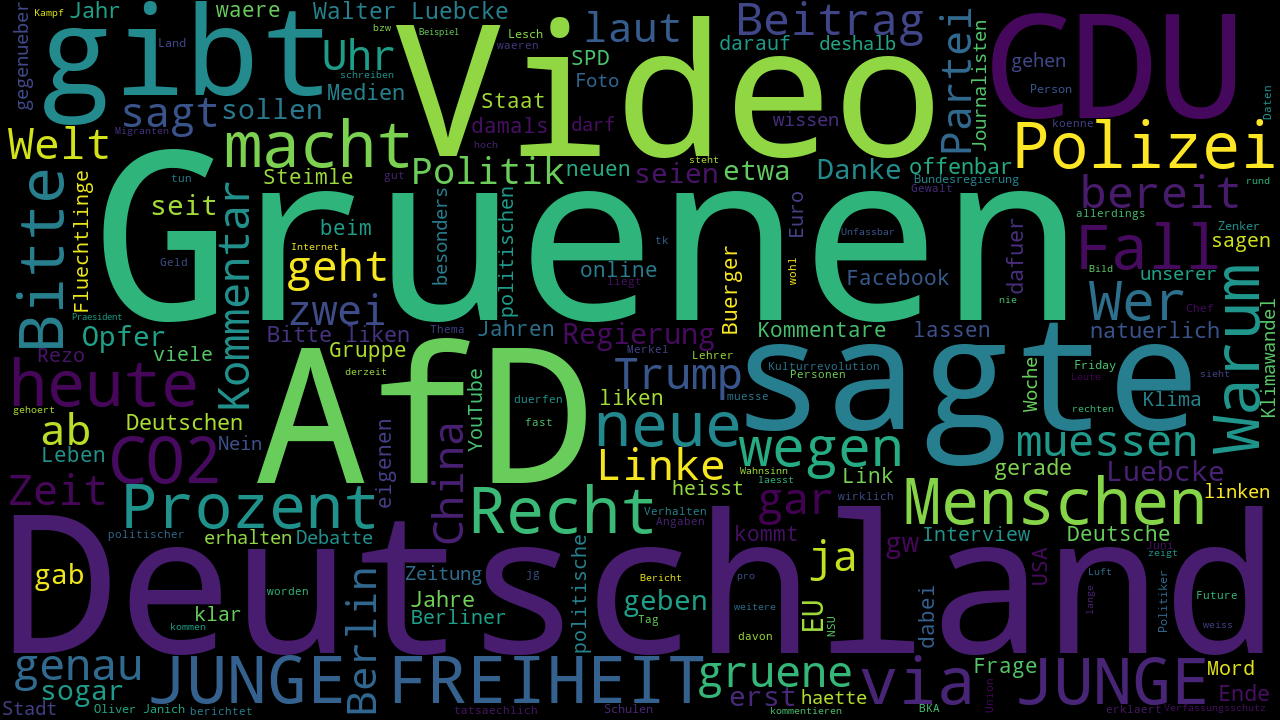 Kampf
Jahr
waere
Walter Luebcke
gegenueber
gibt
Land
Uhr
schreiben
Medien
sagt
sollen
Migranten
bzw
Beispiel
Video
Lesch
waeren
laut
SPD
Foto
Staat
damals
darf
hoch
Beitrag
darauf
deshalb
wissen
Partei
Journalisten
CDU
gehen
Person
koenne
Daten
Polizei
Welt
macht
Politik
steht
neuen
seien
etwa
Danke
offenbar
Bundesregierung
Gewalt
bereit
rund
Bitte
Fluechtlinge
tun
seit
Steimle
gut
beim
Gruenen
besonders
politischen
tk
Euro
Unfassbar
allerdings
Fall
Zenker
sagen
Kommentar
Geld
Internet
geht
zwei
online
liegt
Buerger
wohl
Facebook
dafuer
nie
Bild
unserer
Wer
Chef
natuerlich
Warum
Klimawandel
Praesident
Opfer
Bitte liken
Thema
Jahren
Regierung
Kommentare
lassen
Rezo
viele
Gruppe
derzeit
Merkel
Lehrer
Kulturrevolution
Personen
Friday
Leute
sieht
heute
AfD
YouTube
duerfen
fast
Trump
liken
muesse
sagte
Woche
rechten
Klima
gehoert
ab
Deutschen
Leben
CO2
Nein
eigenen
China
neue
wegen
muessen
Linke
Wahnsinn
laesst
Link
gerade
Luebcke
Zeit
Prozent
Recht
heisst
gar
wirklich
Menschen
linken
politischer
erhalten
Debatte
Verhalten
Angaben
kommt
gw
Interview
Deutsche
Juni
zeigt
Deutschland
gab
worden
Zeitung
jg
politische
Bericht
pro
ja
USA
Luft
Future
klar
kommen
Jahre
Berliner
geben
Tag
weitere
davon
EU
NSU
dabei
lange
Politiker
weiss
Berlin
genau
sogar
JUNGE FREIHEIT
gruene
erst
haette
via
Frage
JUNGE
Mord
Ende
Stadt
Oliver Janich
berichtet
tatsaechlich
Schulen
kommentieren
BKA
Union
erklaert
Verfassungsschutz